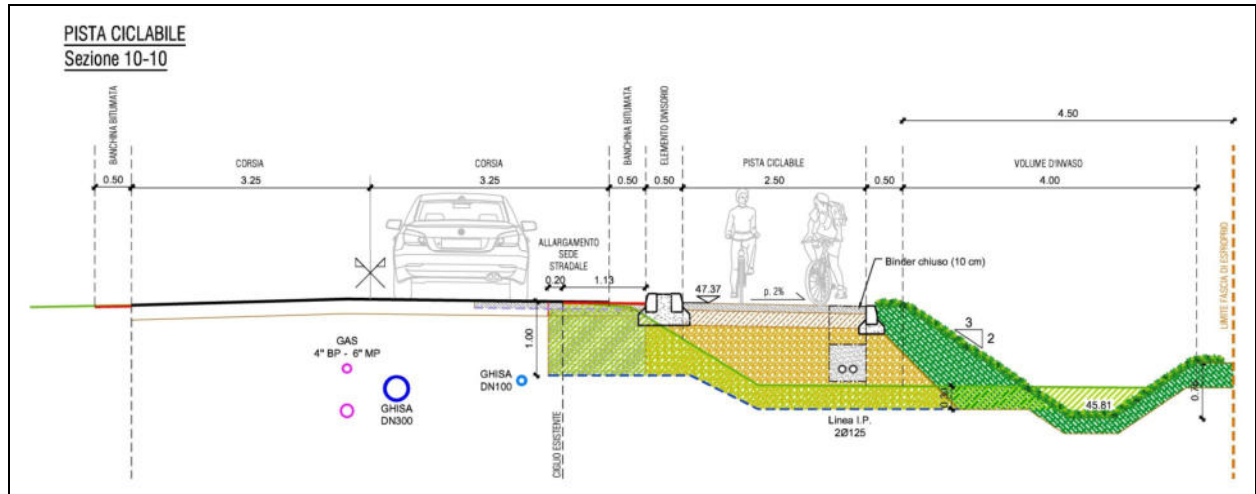 PISTA CICLABILE
Sezione 10-10
BANCHINA BITUMATA
BANCHINA BITUMATA
ELEMENTO DIVISORIO
4.50
CORSIA
CORSIA
PISTA CICLABILE
VOLUME D'INVASO
0.50
3.25
3.25
0.50
0.50
2.50
0.50
4.00
ALLARGAMENTO
SEDE
STRADALE
0.20
1.13
Binder chiuso (10 cm)
47.37
p. 2%
3
2
LIMITE FASCIA DI ESPROPRIO
1.00
GAS
4" BP - 6" MP
GHISA
DN300
GHISA
DN100
CIGLIO ESISTENTE
Linea I.P.
2Ø125
45.81